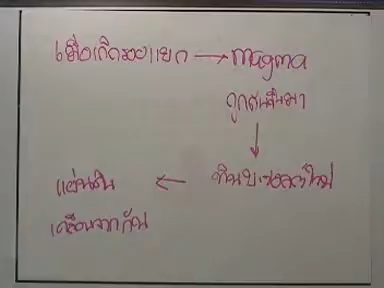 เมื่อเกิดรอยแยก → magma
ถูกดันขึ้นมา
↓
หินบะซอลต์ใหม่
← แผ่นดิน
เคลื่อนจากกัน